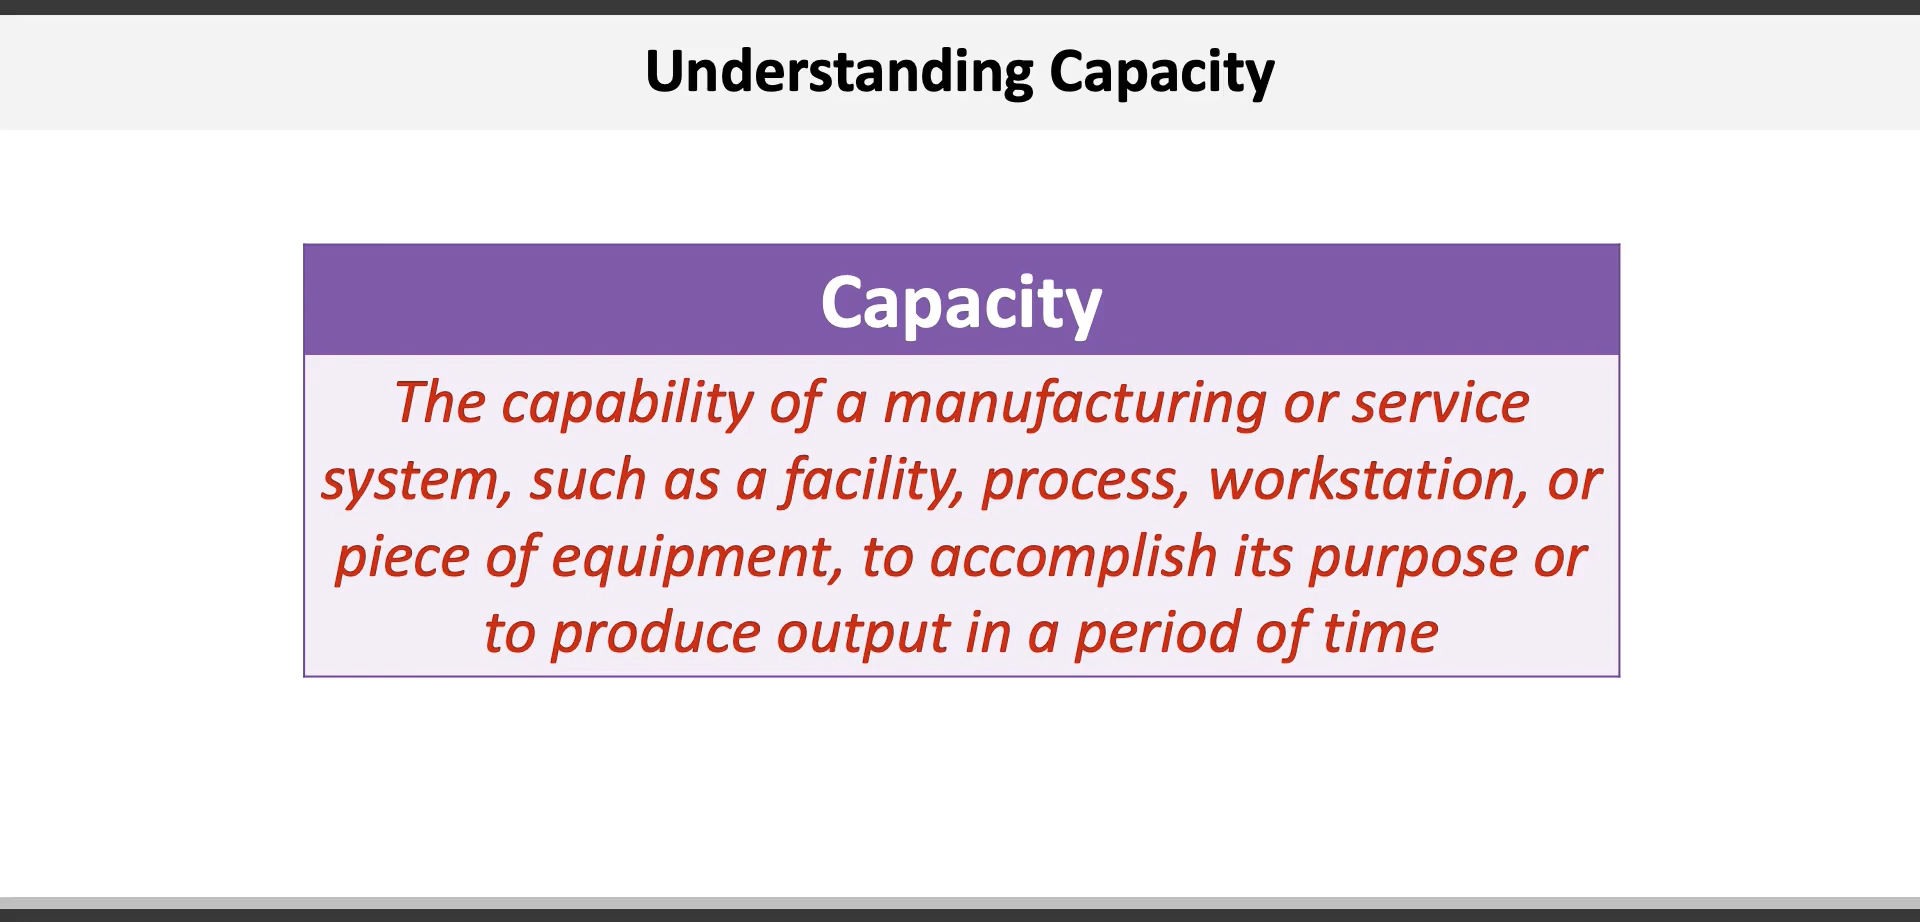 Understanding Capacity
Capacity
The capability of a manufacturing or service
system, such as a facility, process, workstation, or
piece of equipment, to accomplish its purpose or
to produce output in a period of time